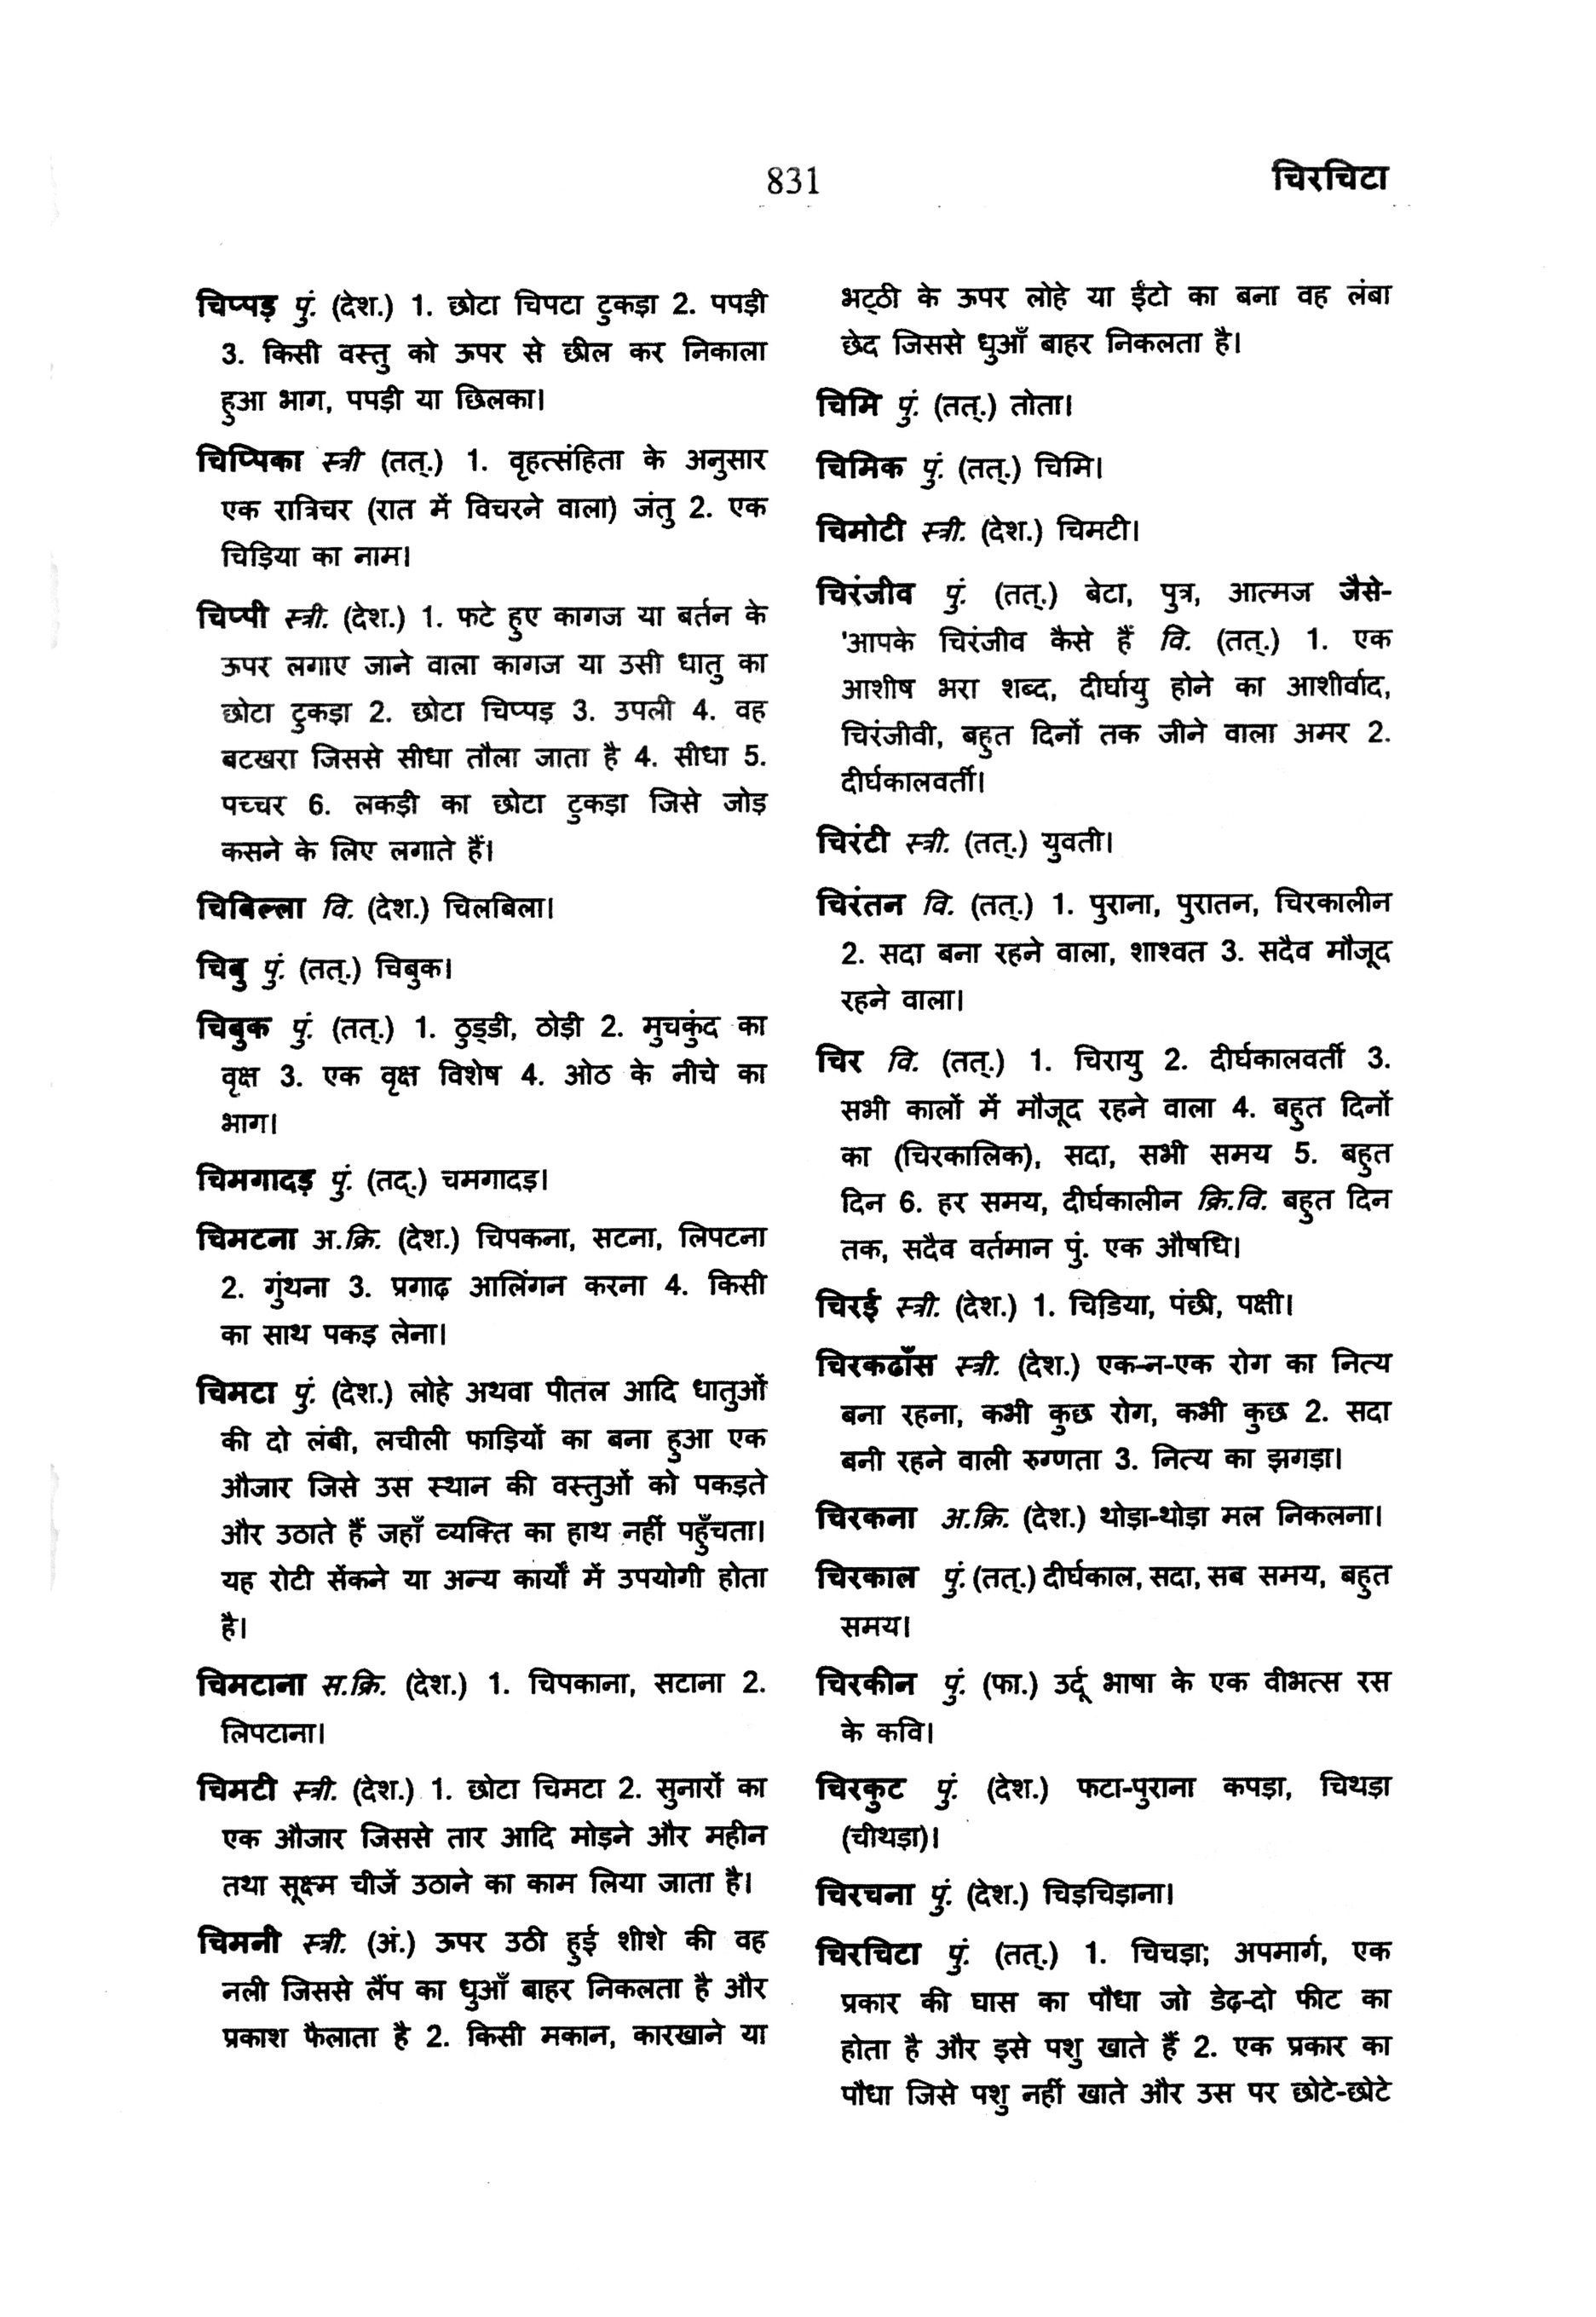 831
चिरचिटा
चिप्पड़ पुं. (देश.) 1. छोटा चिपटा टुकड़ा 2. पपड़ी
3. किसी वस्तु को ऊपर से छील कर निकाला
हुआ भाग, पपड़ी या छिलका।
चिप्पिका स्त्री (तत्.) 1. वृहत्संहिता के अनुसार
एक रात्रिचर (रात में विचरने वाला) जंतु 2. एक
चिड़िया का नाम।
चिप्पी स्त्री. (देश.) 1. फटे हुए कागज या बर्तन के
ऊपर लगाए जाने वाला कागज या उसी धातु का
छोटा टुकड़ा 2. छोटा चिप्पड़ 3. उपली 4. वह
बटखरा जिससे सीधा तौला जाता है 4. सीधा 5.
पच्चर 6. लकड़ी का छोटा टुकड़ा जिसे जोड़
कसने के लिए लगाते हैं।
चिबिल्ला वि. (देश.) चिलबिला।
चिबु पुं. (तत्.) चिबुक।
चिबुक पुं. (तत्.) 1. ठुड्डी, ठोड़ी 2. मुचकुंद का
वृक्ष 3. एक वृक्ष विशेष 4. ओठ के नीचे का
भाग।
चिमगादड़ पुं. (तद्.) चमगादड़।
चिमटना अ.क्रि. (देश.) चिपकना, सटना, लिपटना
2. गुंथना 3. प्रगाढ़ आलिंगन करना 4. किसी
का साथ पकड़ लेना।
चिमटा पुं. (देश.) लोहे अथवा पीतल आदि धातुओं
की दो लंबी, लचीली फाड़ियों का बना हुआ एक
औजार जिसे उस स्थान की वस्तुओं को पकड़ते
और उठाते हैं जहाँ व्यक्ति का हाथ नहीं पहुँचता।
यह रोटी सेंकने या अन्य कार्यों में उपयोगी होता
है।
चिमटाना स.क्रि. (देश.) 1. चिपकाना, सटाना 2.
लिपटाना।
चिमटी स्त्री. (देश.) 1. छोटा चिमटा 2. सुनारों का
एक औजार जिससे तार आदि मोड़ने और महीन
तथा सूक्ष्म चीजें उठाने का काम लिया जाता है।
चिमनी स्त्री. (अं.) ऊपर उठी हुई शीशे की वह
नली जिससे लैंप का धुआँ बाहर निकलता है और
प्रकाश फैलाता है 2. किसी मकान, कारखाने या
भट्ठी के ऊपर लोहे या ईंटो का बना वह लंबा
छेद जिससे धुआँ बाहर निकलता है।
चिमि पुं. (तत्.) तोता।
चिमिक पुं. (तत्.) चिमि।
चिमोटी स्त्री. (देश.) चिमटी।
चिरंजीव पुं. (तत्.) बेटा, पुत्र, आत्मज जैसे-
'आपके चिरंजीव कैसे हैं वि. (तत्.) 1. एक
आशीष भरा शब्द, दीर्घायु होने का आशीर्वाद,
चिरंजीवी, बहुत दिनों तक जीने वाला अमर 2.
दीर्घकालवर्ती।
चिरंटी स्त्री. (तत्.) युवती।
चिरंतन वि. (तत्.) 1. पुराना, पुरातन, चिरकालीन
2. सदा बना रहने वाला, शाश्वत 3. सदैव मौजूद
रहने वाला।
चिर वि. (तत्.) 1. चिरायु 2. दीर्घकालवर्ती 3.
सभी कालों में मौजूद रहने वाला 4. बहुत दिनों
का (चिरकालिक), सदा, सभी समय 5. बहुत
दिन 6. हर समय, दीर्घकालीन क्रि.वि. बहुत दिन
तक, सदैव वर्तमान पुं. एक औषधि।
चिरई स्त्री. (देश.) 1. चिडि़या, पंछी, पक्षी।
चिरकढाँस स्त्री. (देश.) एक-न-एक रोग का नित्य
बना रहना, कभी कुछ रोग, कभी कुछ 2. सदा
बनी रहने वाली रुग्णता 3. नित्य का झगड़ा।
चिरकना अ.क्रि. (देश.) थोड़ा-थोड़ा मल निकलना।
चिरकाल पुं. (तत्.) दीर्घकाल, सदा, सब समय, बहुत
समय।
चिरकीन पुं. (फा.) उर्दू भाषा के एक वीभत्स रस
के कवि।
चिरकुट पुं. (देश.) फटा-पुराना कपड़ा, चिथड़ा
(चीथड़ा)।
चिरचना पुं. (देश.) चिड़चिड़ाना।
चिरचिटा पुं. (तत्.) 1. चिचड़ा; अपमार्ग, एक
प्रकार की घास का पौधा जो डेढ़-दो फीट का
होता है और इसे पशु खाते हैं 2. एक प्रकार का
पौधा जिसे पशु नहीं खाते और उस पर छोटे-छोटे